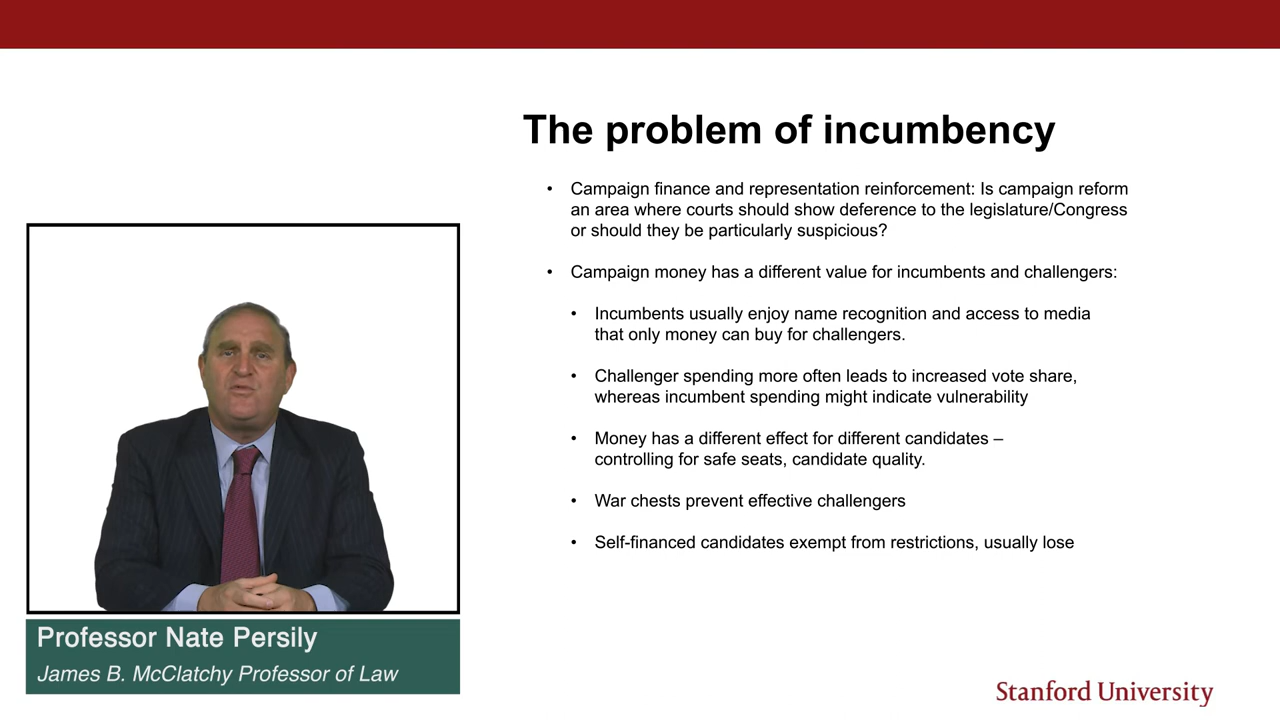 The problem of incumbency
• Campaign finance and representation reinforcement: Is campaign reform
an area where courts should show deference to the legislature/Congress
or should they be particularly suspicious?
• Campaign money has a different value for incumbents and challengers:
• Incumbents usually enjoy name recognition and access to media
that only money can buy for challengers.
• Challenger spending more often leads to increased vote share,
whereas incumbent spending might indicate vulnerability
• Money has a different effect for different candidates –
controlling for safe seats, candidate quality.
• War chests prevent effective challengers
• Self-financed candidates exempt from restrictions, usually lose
Professor Nate Persily
James B. McClatchy Professor of Law
Stanford University